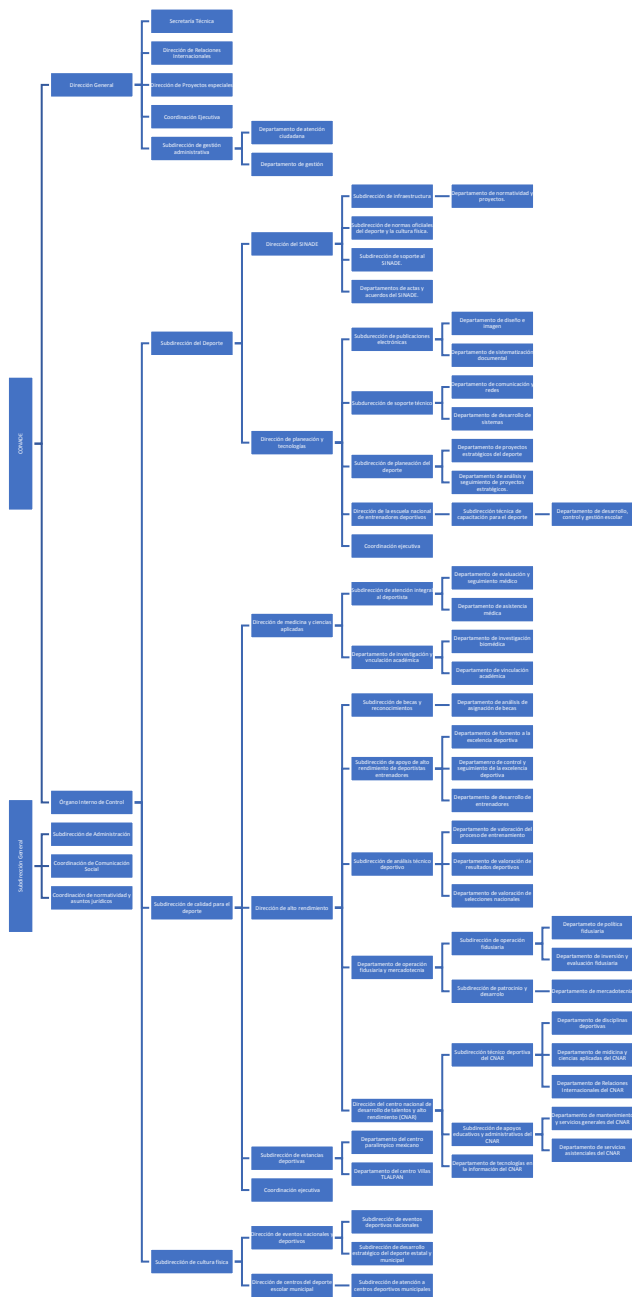 CONADE
Dirección General
Secretaría Técnica
Dirección de Relaciones
Internacionales
Dirección de Proyectos especiales
Coordinación Ejecutiva
Subdirección de gestión
administrativa
Departamento de atención
ciudadana
Departamento de gestión
Órgano Interno de Control
Subdirección del Deporte
Dirección del SINADE
Subdirección de infraestructura
Departamento de normatividad y
proyectos.
Subdirección de normas oficiales
del deporte y la cultura física.
Subdirección de soporte al
SINADE.
Departamentos de actas y
acuerdos del SINADE.
Dirección de planeación y
tecnologías
Subdurección de publicaciones
electrónicas
Departamento de diseño e
imagen
Departamento de sistematización
documental
Subdurección de soporte técnico
Departamento de comunicación y
redes
Departamento de desarrollo de
sistemas
Subdirección de planeación del
deporte
Departamento de proyectos
estratégicos del deporte
Departamento de análisis y
seguimiento de proyectos
estratégicos.
Dirección de la escuela nacional
de entrenadores deportivos
Subdirección técnica de
capacitación para el deporte
Departamento de desarrollo,
control y gestión escolar
Coordinación ejecutiva
Subdirección de calidad para el
deporte
Dirección de medicina y ciencias
aplicadas
Subdirección de atención integral
al deportista
Departamento de evaluación y
seguimiento médico
Departamento de asistencia
médica
Departamento de investigación y
vinculación académica
Departamento de investigación
biomédica
Departamento de vinculación
académica
Dirección de alto rendimiento
Subdirección de becas y
reconocimientos
Departamento de análisis de
asignación de becas
Subdirección de apoyo de alto
rendimiento de deportistas
entrenadores
Departamento de fomento a la
excelencia deportiva
Departamenro de control y
seguimiento de la excelencia
deportiva
Departamento de desarrollo de
entrenadores
Subdirección de análisis técnico
deportivo
Departamento de valoración del
proceso de entrenamiento
Departamento de valoración de
resultados deportivos
Departamento de valoración de
selecciones nacionales
Departamento de operación
fiduciaria y mercadotecnia
Subdirección de operación
fiduciaria
Departameto de política
fiduciaria
Departamento de invención y
evaluación fiduciaria
Subdirección de patrocinio y
desarrolo
Departamento de mercadotecnia
Dirección del centro nacional de
desarrollo de talentos y alto
rendimiento (CNAR)
Subdirección técnico deportiva
del CNAR
Departamento de disciplinas
deportivas
Departamento de midicina y
ciencias aplicadas del CNAR
Departamento de Relaciones
Internacionales del CNAR
Subdirección de apoyos
educativos y administrativos del
CNAR
Departamento de mantenimiento
y servicios generales del CNAR
Departamento de servicios
asistenciales del CNAR
Departamento de tecnologías en
la información del CNAR
Subdirección de estancias
deportivas
Departamento del centro
paralímpico mexicano
Departamento del centro Villas
TLALPAN
Coordinación ejecutiva
Subdirección de cultura física
Dirección de eventos nacionales y
deportivos
Subdirección de eventos
deportivos nacionales
Subdirección de desarrollo
estratégico del deporte estatal y
municipal
Dirección de centros del deporte
escolar municipal
Subdirección de atención a
centros deportivos municipales
Subdirección General
Subdirección de Administración
Coordinación de Comunicación
Social
Coordinación de normatividad y
asuntos jurídicos